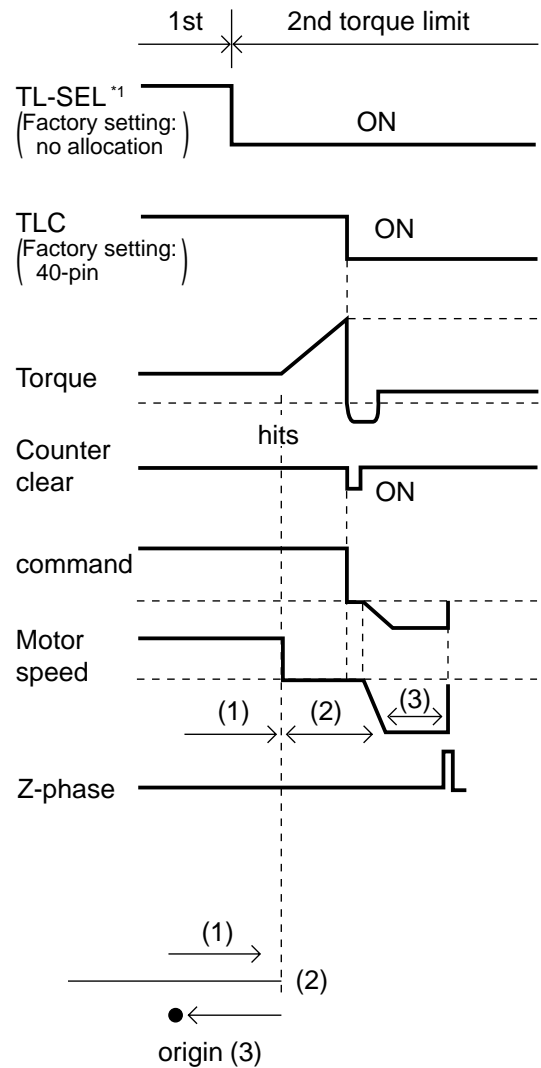 1st 2nd torque limit
TL-SEL *1
(Factory setting:
no allocation)
ON
TLC
(Factory setting:
40-pin)
ON
Torque
hits
Counter
clear
ON
command
Motor
speed
(1) (2) (3)
Z-phase
(1)
(2)
origin (3)